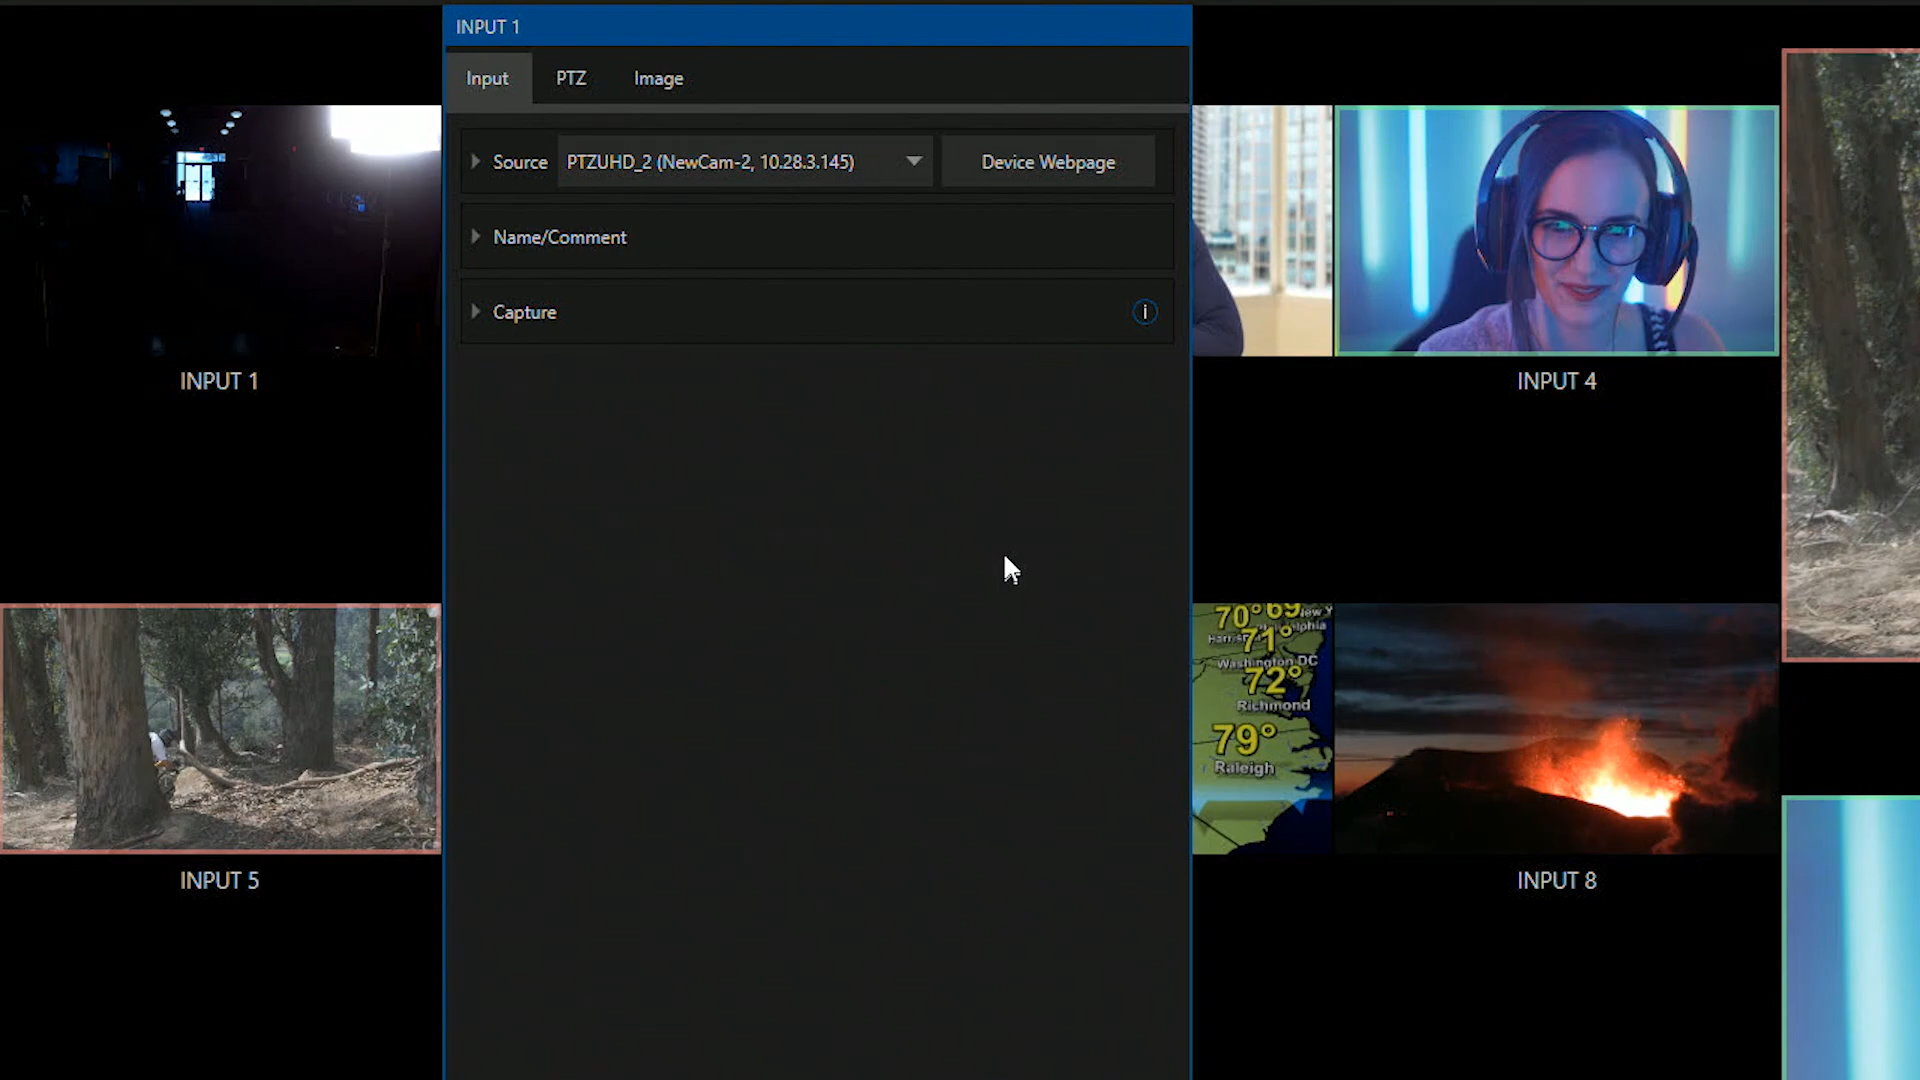 INPUT 1
Input PTZ Image
Source PTZUHD_2 (NewCam-2, 10.28.3.145) Device Webpage
Name/Comment
Capture
INPUT 1
INPUT 4
70° 69°
71°
Washington DC
72°
Richmond
79°
Raleigh
INPUT 5
INPUT 8